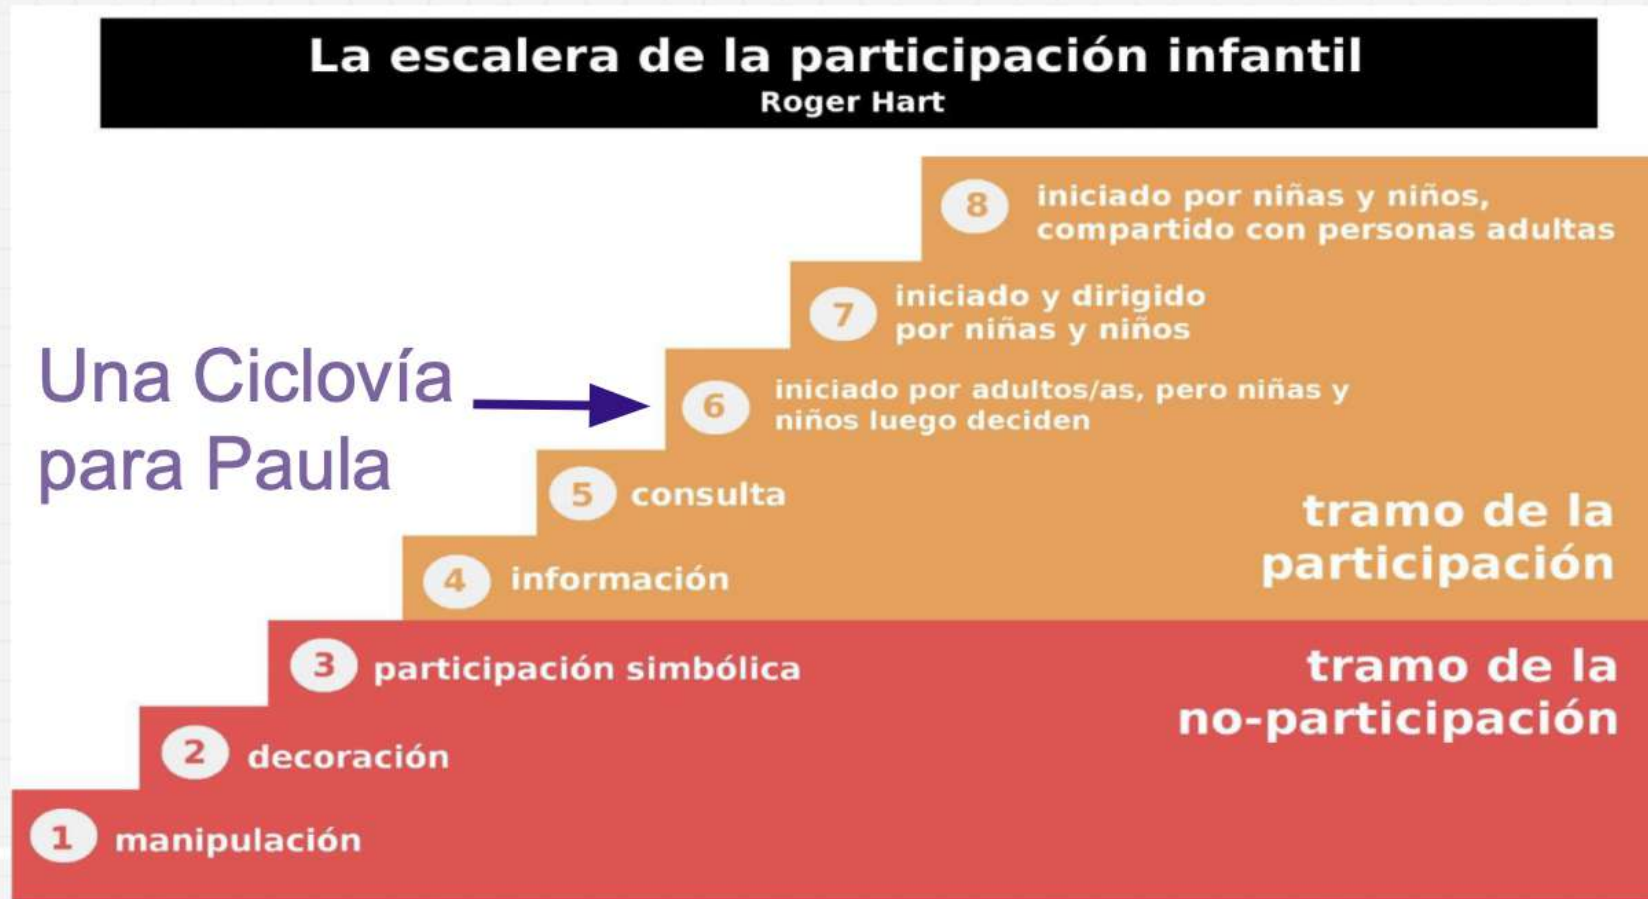 La escalera de la participación infantil
Roger Hart
8
iniciado por niñas y niños,
compartido con personas adultas
7
iniciado y dirigido
por niñas y niños
Una Ciclovía
para Paula
6
iniciado por adultos/as, pero niñas y
niños luego deciden
5 consulta
tramo de la
participación
4 información
3 participación simbólica
tramo de la
no-participación
2 decoración
1 manipulación